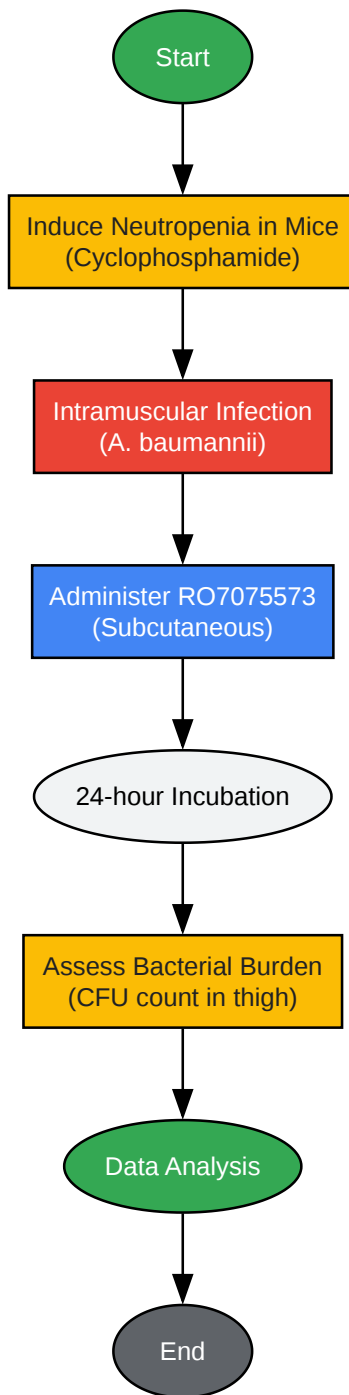 Start
Induce Neutropenia in Mice
(Cyclophosphamide)
Intramuscular Infection
(A. baumannii)
Administer RO7075573
(Subcutaneous)
24-hour Incubation
Assess Bacterial Burden
(CFU count in thigh)
Data Analysis
End